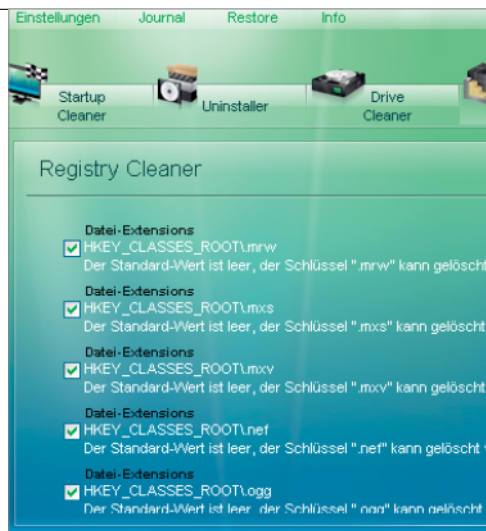 Einstellungen Journal Restore Info
Startup Cleaner
Uninstaller
Drive Cleaner
Registry Cleaner
Datei-Extensions
HKEY_CLASSES_ROOT\.mrw
Der Standard-Wert ist leer, der Schlüssel ".mrw" kann gelöscht
Datei-Extensions
HKEY_CLASSES_ROOT\.mxs
Der Standard-Wert ist leer, der Schlüssel ".mxs" kann gelöscht
Datei-Extensions
HKEY_CLASSES_ROOT\.mxv
Der Standard-Wert ist leer, der Schlüssel ".mxv" kann gelöscht
Datei-Extensions
HKEY_CLASSES_ROOT\.nef
Der Standard-Wert ist leer, der Schlüssel ".nef" kann gelöscht
Datei-Extensions
HKEY_CLASSES_ROOT\.ogg
Der Standard-Wert ist leer, der Schlüssel ".ogg" kann gelöscht